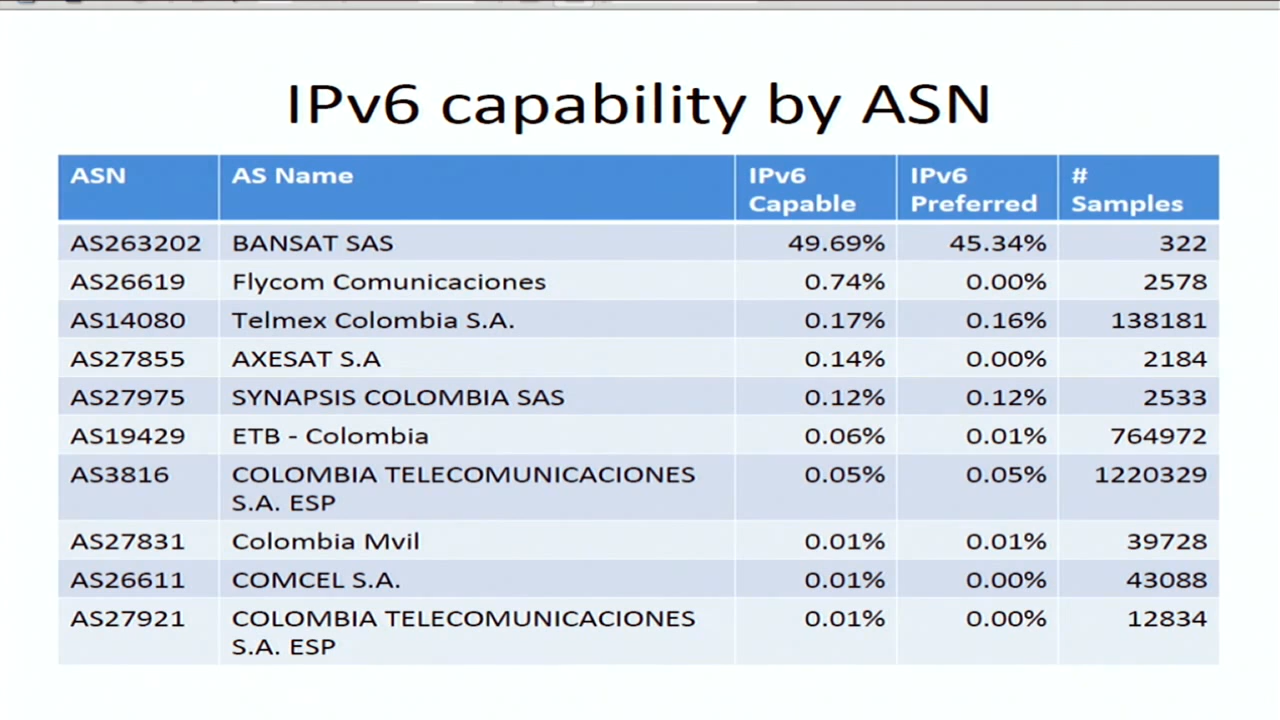 IPv6 capability by ASN
ASN AS Name IPv6 Capable IPv6 Preferred # Samples
AS263202 BANSAT SAS 49.69% 45.34% 322
AS26619 Flycom Comunicaciones 0.74% 0.00% 2578
AS14080 Telmex Colombia S.A. 0.17% 0.16% 138181
AS27855 AXESAT S.A 0.14% 0.00% 2184
AS27975 SYNAPSIS COLOMBIA SAS 0.12% 0.12% 2533
AS19429 ETB - Colombia 0.06% 0.01% 764972
AS3816 COLOMBIA TELECOMUNICACIONES S.A. ESP 0.05% 0.05% 1220329
AS27831 Colombia Mvil 0.01% 0.01% 39728
AS26611 COMCEL S.A. 0.01% 0.00% 43088
AS27921 COLOMBIA TELECOMUNICACIONES S.A. ESP 0.01% 0.00% 12834